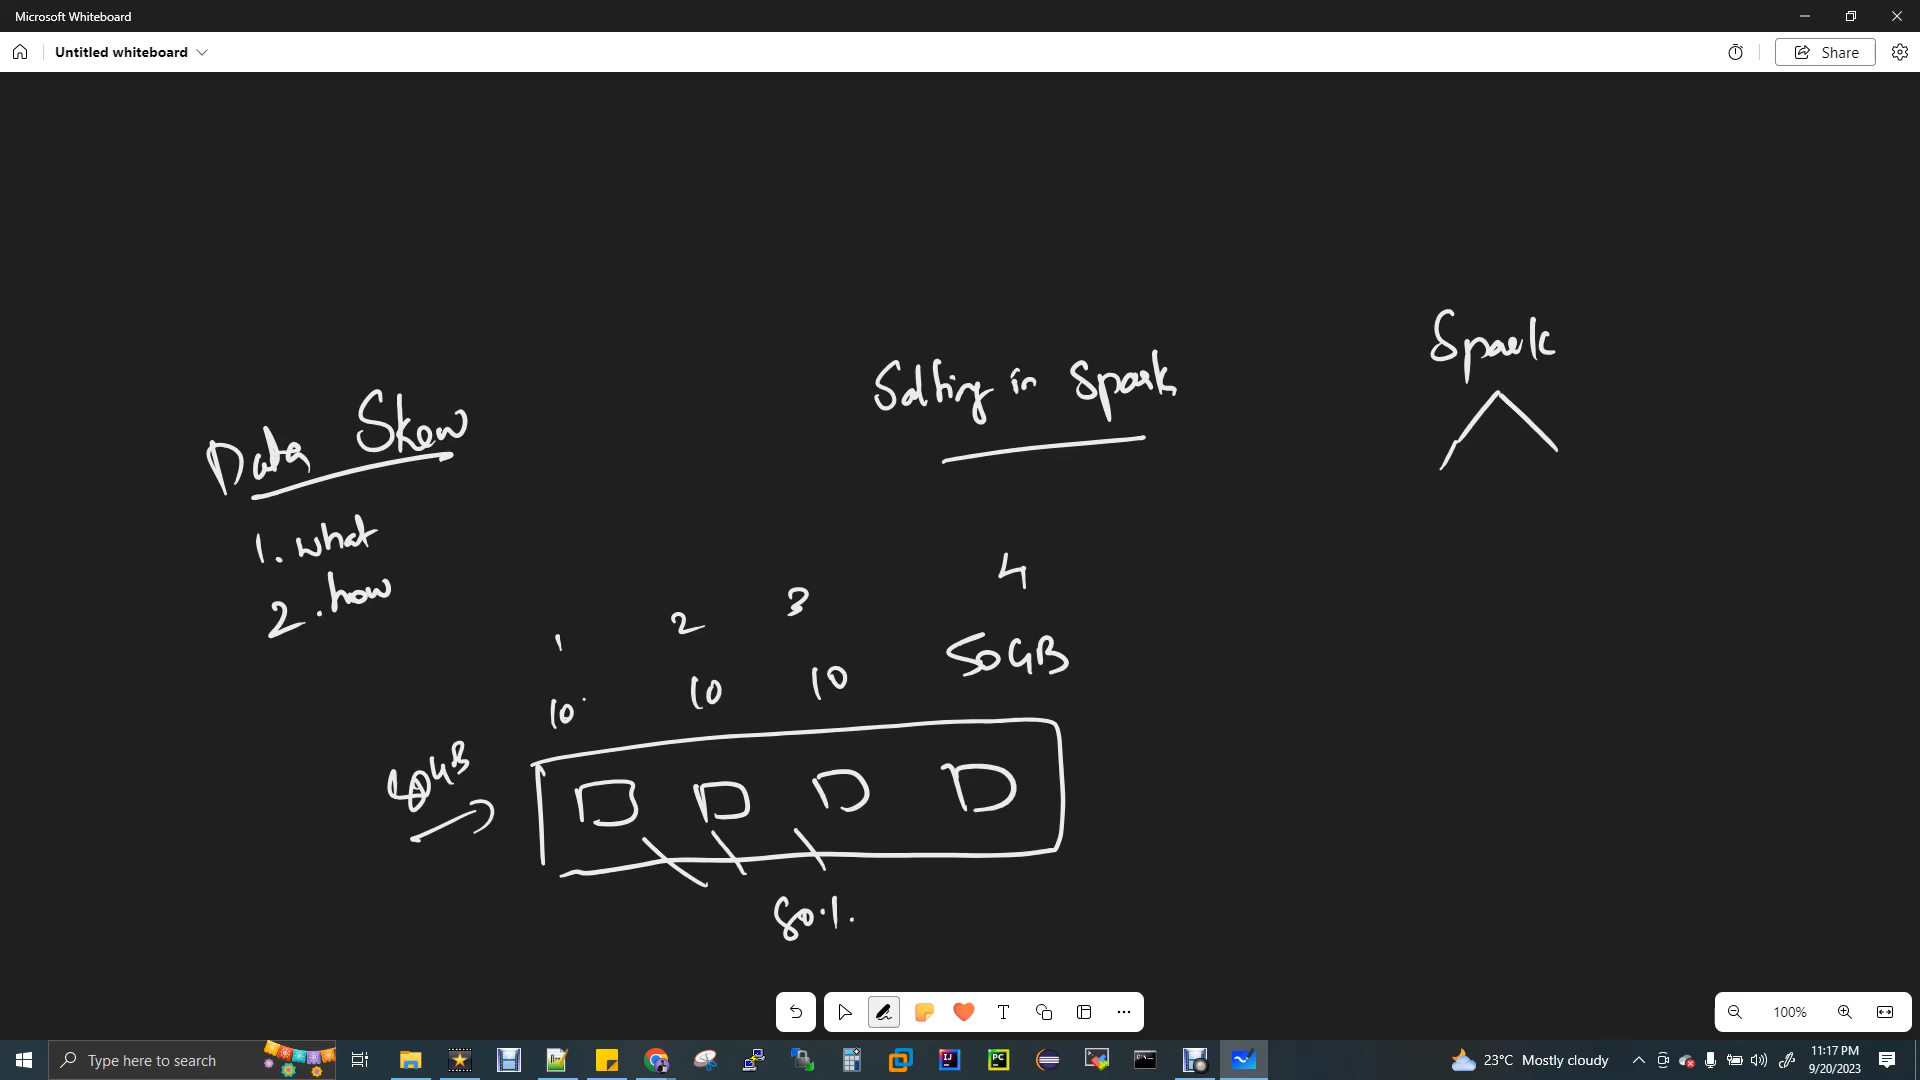 Microsoft Whiteboard
Untitled whiteboard
Share
Spark
Salting in Spark
Data Skew
1. what
2. how
1 2 3 4
10 10 10 50GB
80GB
80%
100%
Type here to search
23°C Mostly cloudy
11:17 PM
9/20/2023